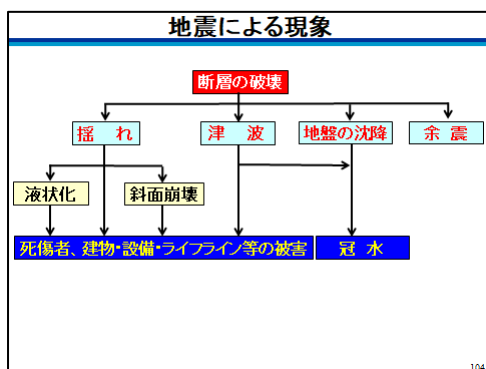 地震による現象
断層の破壊
揺れ
津波
地盤の沈降
余震
液状化
斜面崩壊
死傷者、建物・設備・ライフライン等の被害
冠水
104